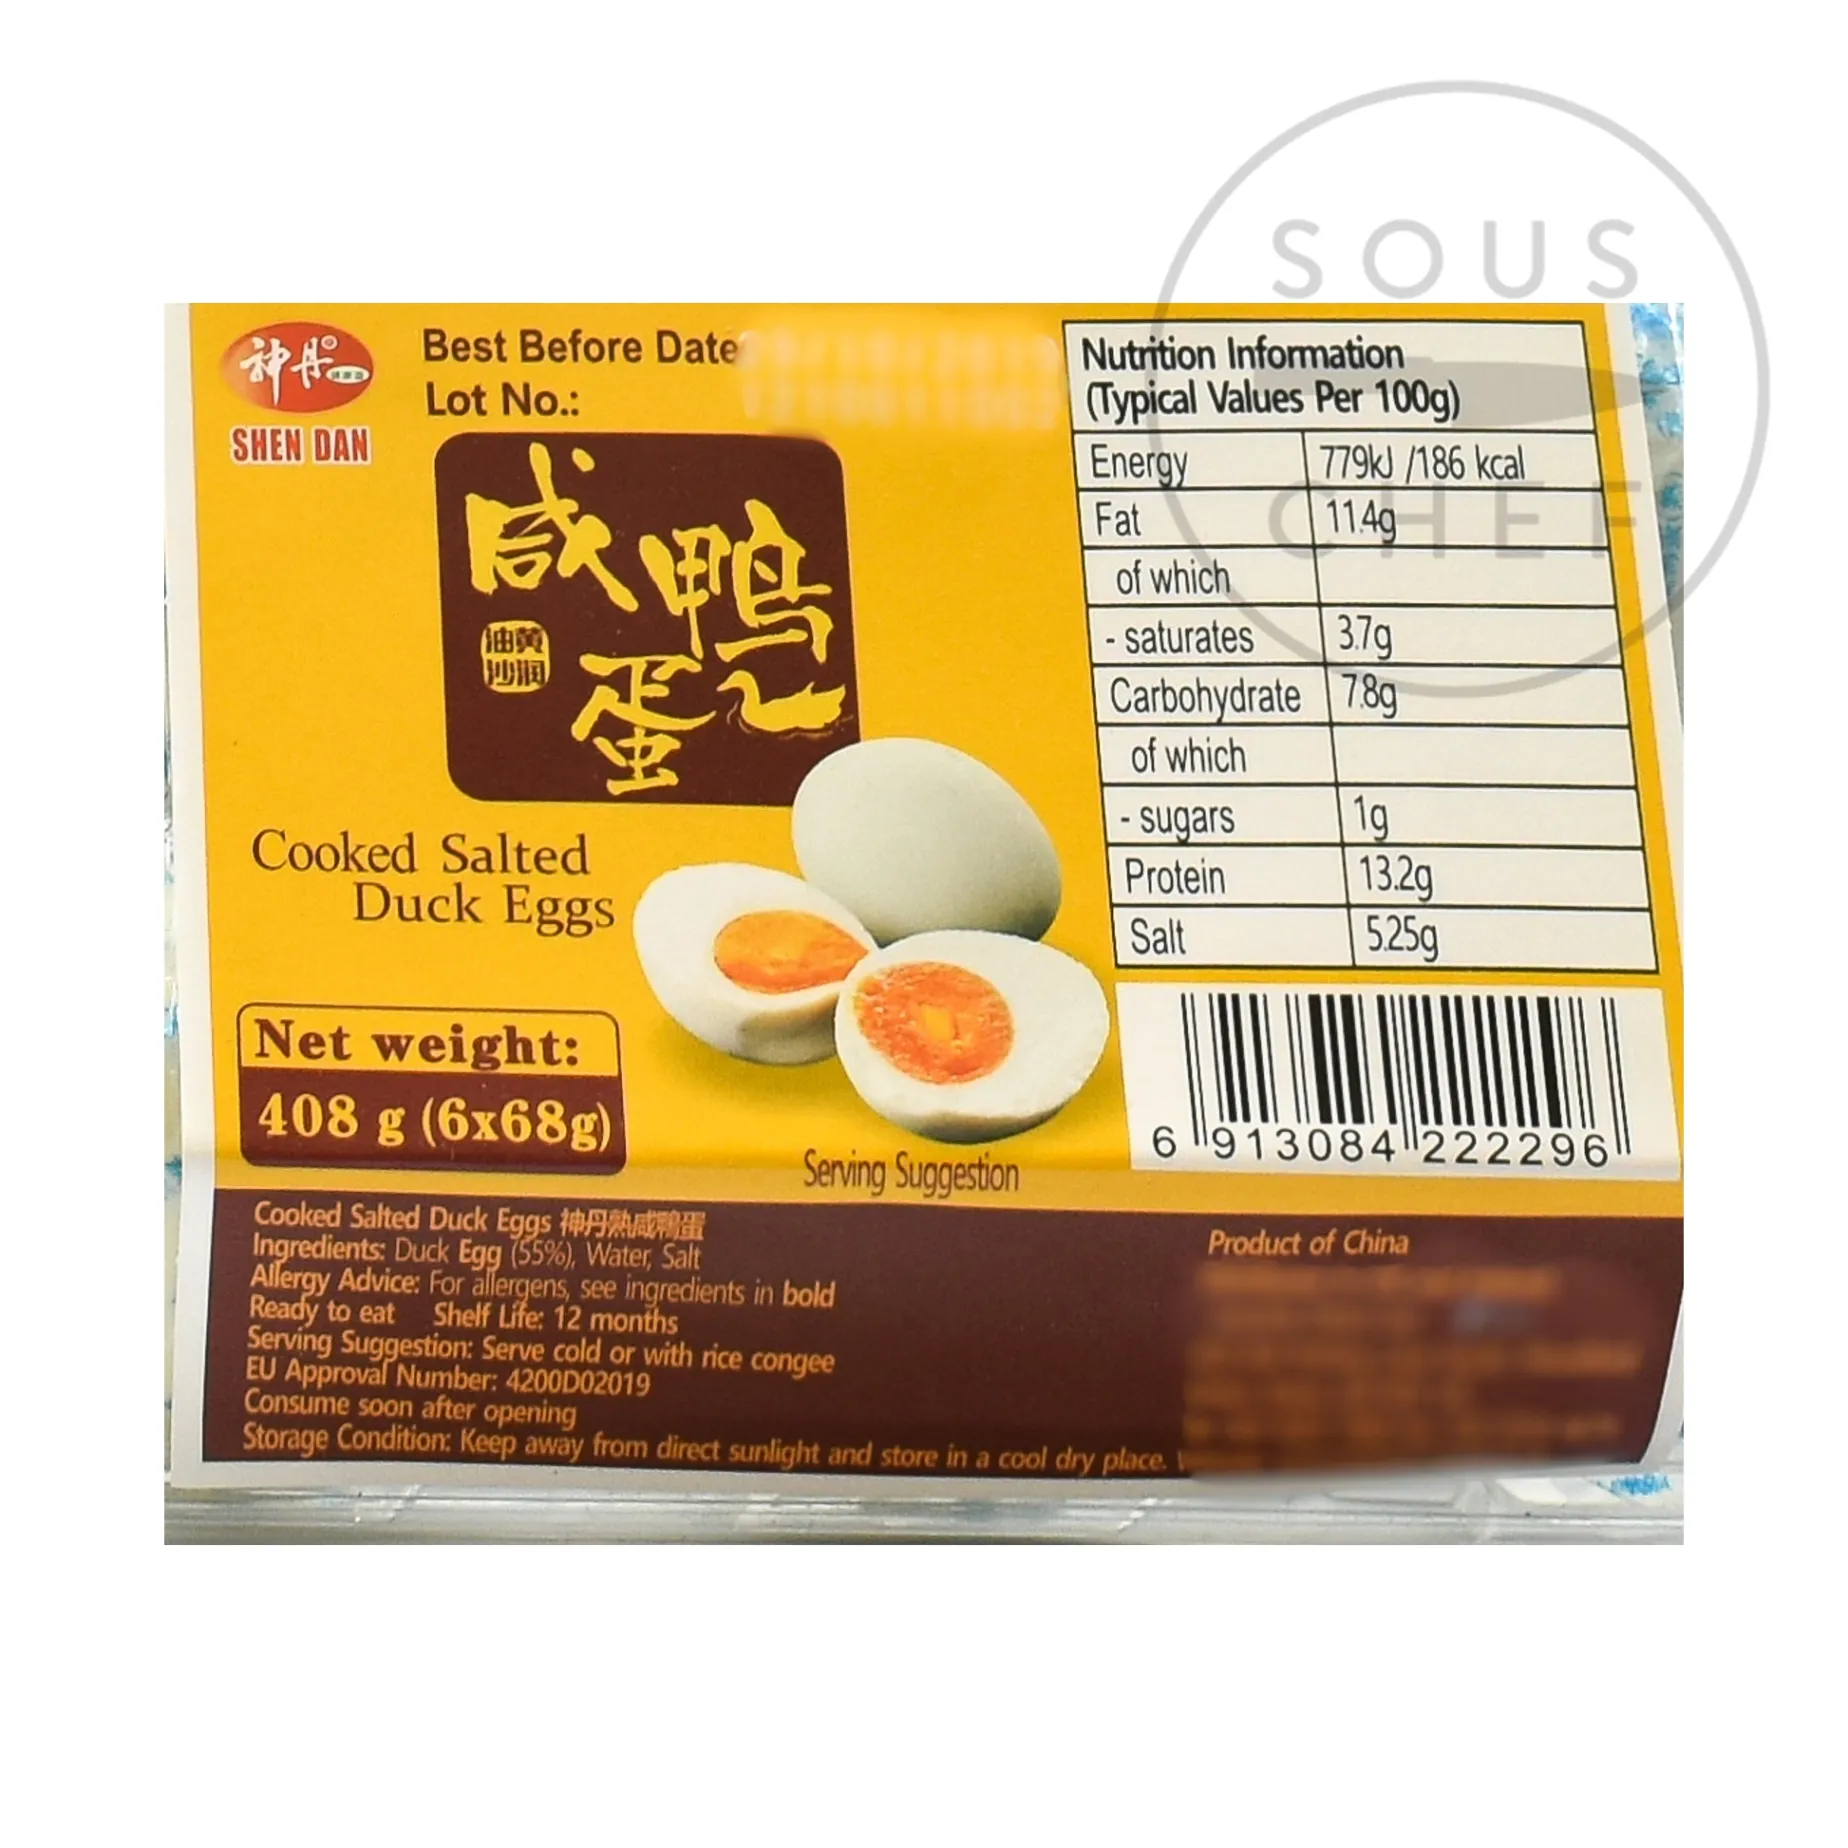 SOUS
CHEF
神丹®
SHEN DAN
Best Before Date
Lot No.:
咸鸭
蛋
油黄
沙润
Cooked Salted
Duck Eggs
Net weight:
408 g (6x68g)
Serving Suggestion
Nutrition Information
(Typical Values Per 100g)
Energy 779kJ /186 kcal
Fat 11.4g
of which
- saturates 3.7g
Carbohydrate 7.8g
of which
- sugars 1g
Protein 13.2g
Salt 5.25g
6 913084 222296
Cooked Salted Duck Eggs 神丹熟咸鴨蛋
Ingredients: Duck Egg (55%), Water, Salt
Allergy Advice: For allergens, see ingredients in bold
Ready to eat Shelf Life: 12 months
Serving Suggestion: Serve cold or with rice congee
EU Approval Number: 4200D02019
Consume soon after opening
Storage Condition: Keep away from direct sunlight and store in a cool dry place.
Product of China